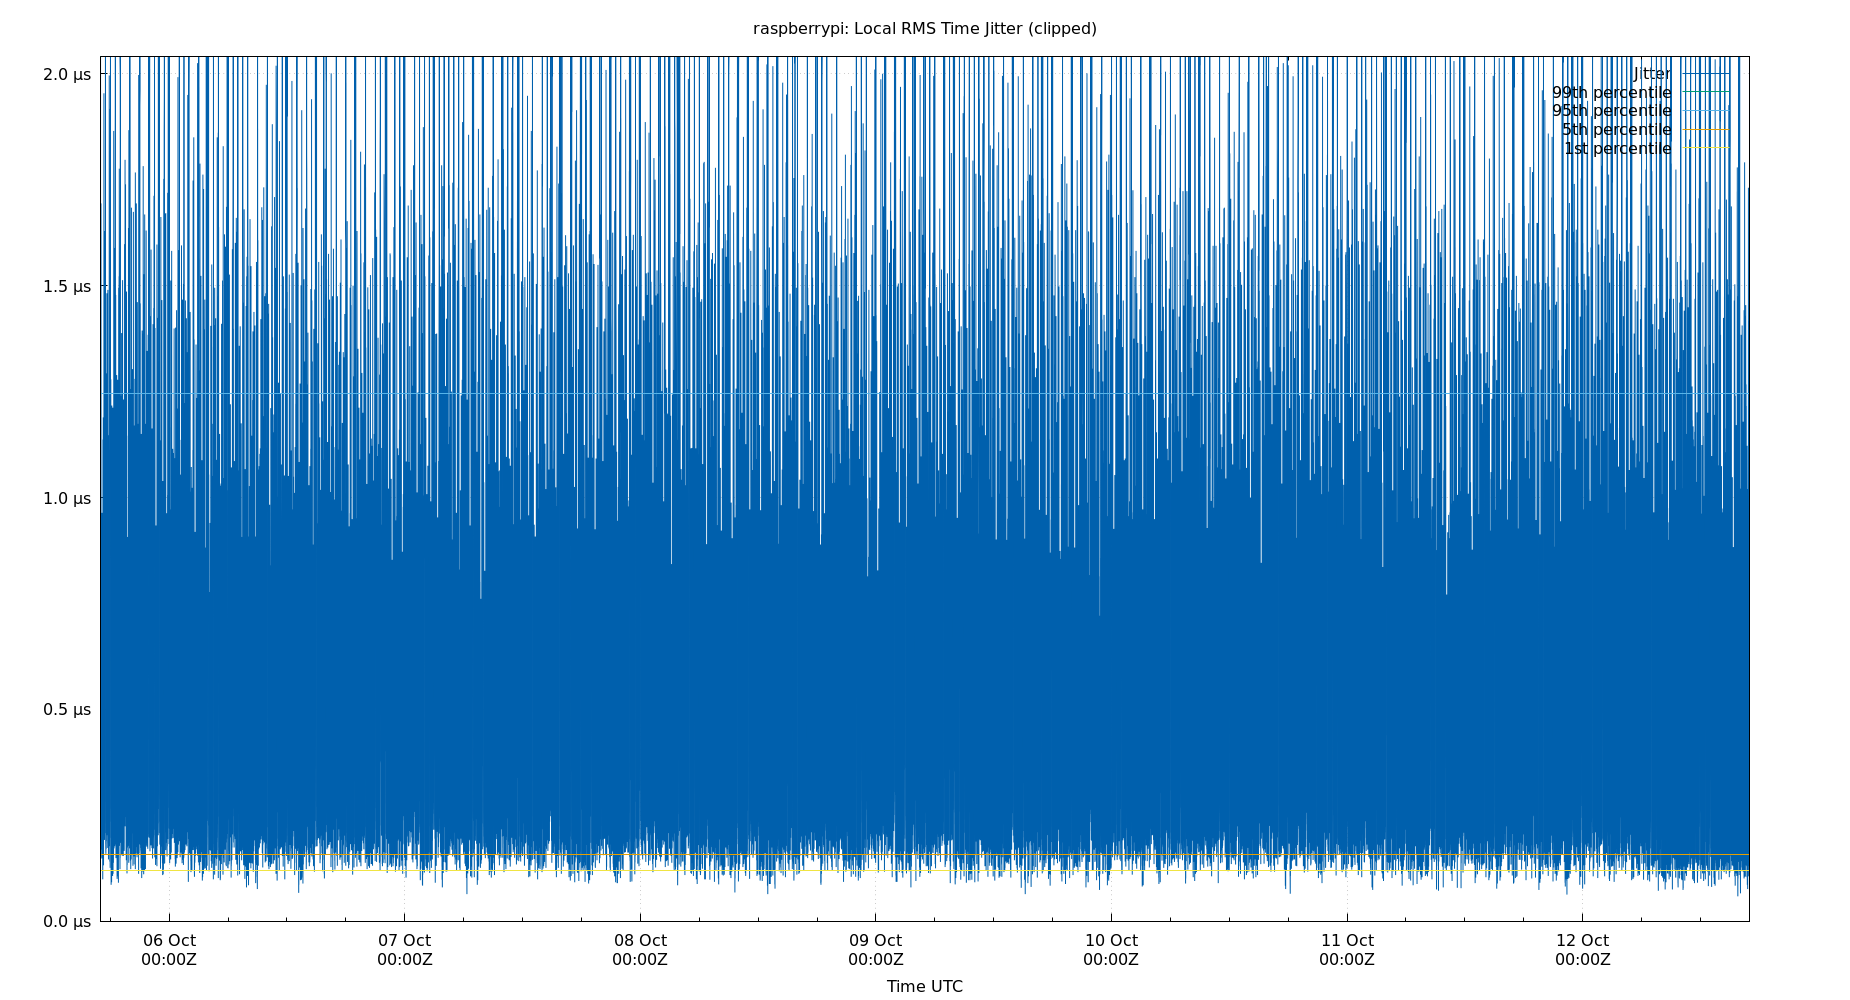 raspberrypi: Local RMS Time Jitter (clipped)
2.0 µs
Jitter
99th percentile
95th percentile
5th percentile
1st percentile
1.5 µs
1.0 µs
0.5 µs
0.0 µs
06 Oct 07 Oct 08 Oct 09 Oct 10 Oct 11 Oct 12 Oct
00:00Z 00:00Z 00:00Z 00:00Z 00:00Z 00:00Z 00:00Z
Time UTC